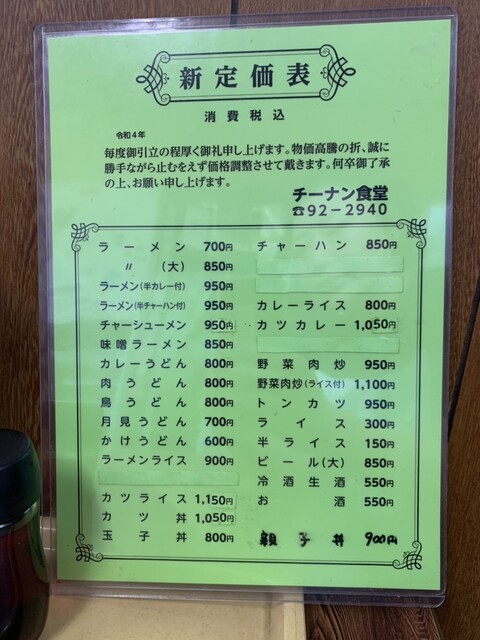 新定価表
消費税込
令和4年
毎度御引立の程厚く御礼申し上げます。物価高騰の折、誠に
勝手ながら止むをえず価格調整させて戴きます。何卒御了承
の上、お願い申し上げます。
チーナン食堂
☎92-2940
ラーメン 700円
〃 (大) 850円
ラーメン(半カレー付) 950円
ラーメン(半チャーハン付) 950円
チャーシューメン 950円
味噌ラーメン 850円
カレーうどん 800円
肉うどん 800円
鳥うどん 800円
月見うどん 700円
かけうどん 600円
ラーメンライス 900円
カツライス 1,150円
カツ丼 1,050円
玉子丼 800円
チャーハン 850円
カレーライス 800円
カツカレー 1,050円
野菜肉炒 950円
野菜肉炒(ライス付) 1,100円
トンカツ 950円
ライス 300円
半ライス 150円
ビール(大) 850円
冷酒生酒 550円
お酒 550円
親子丼 900円